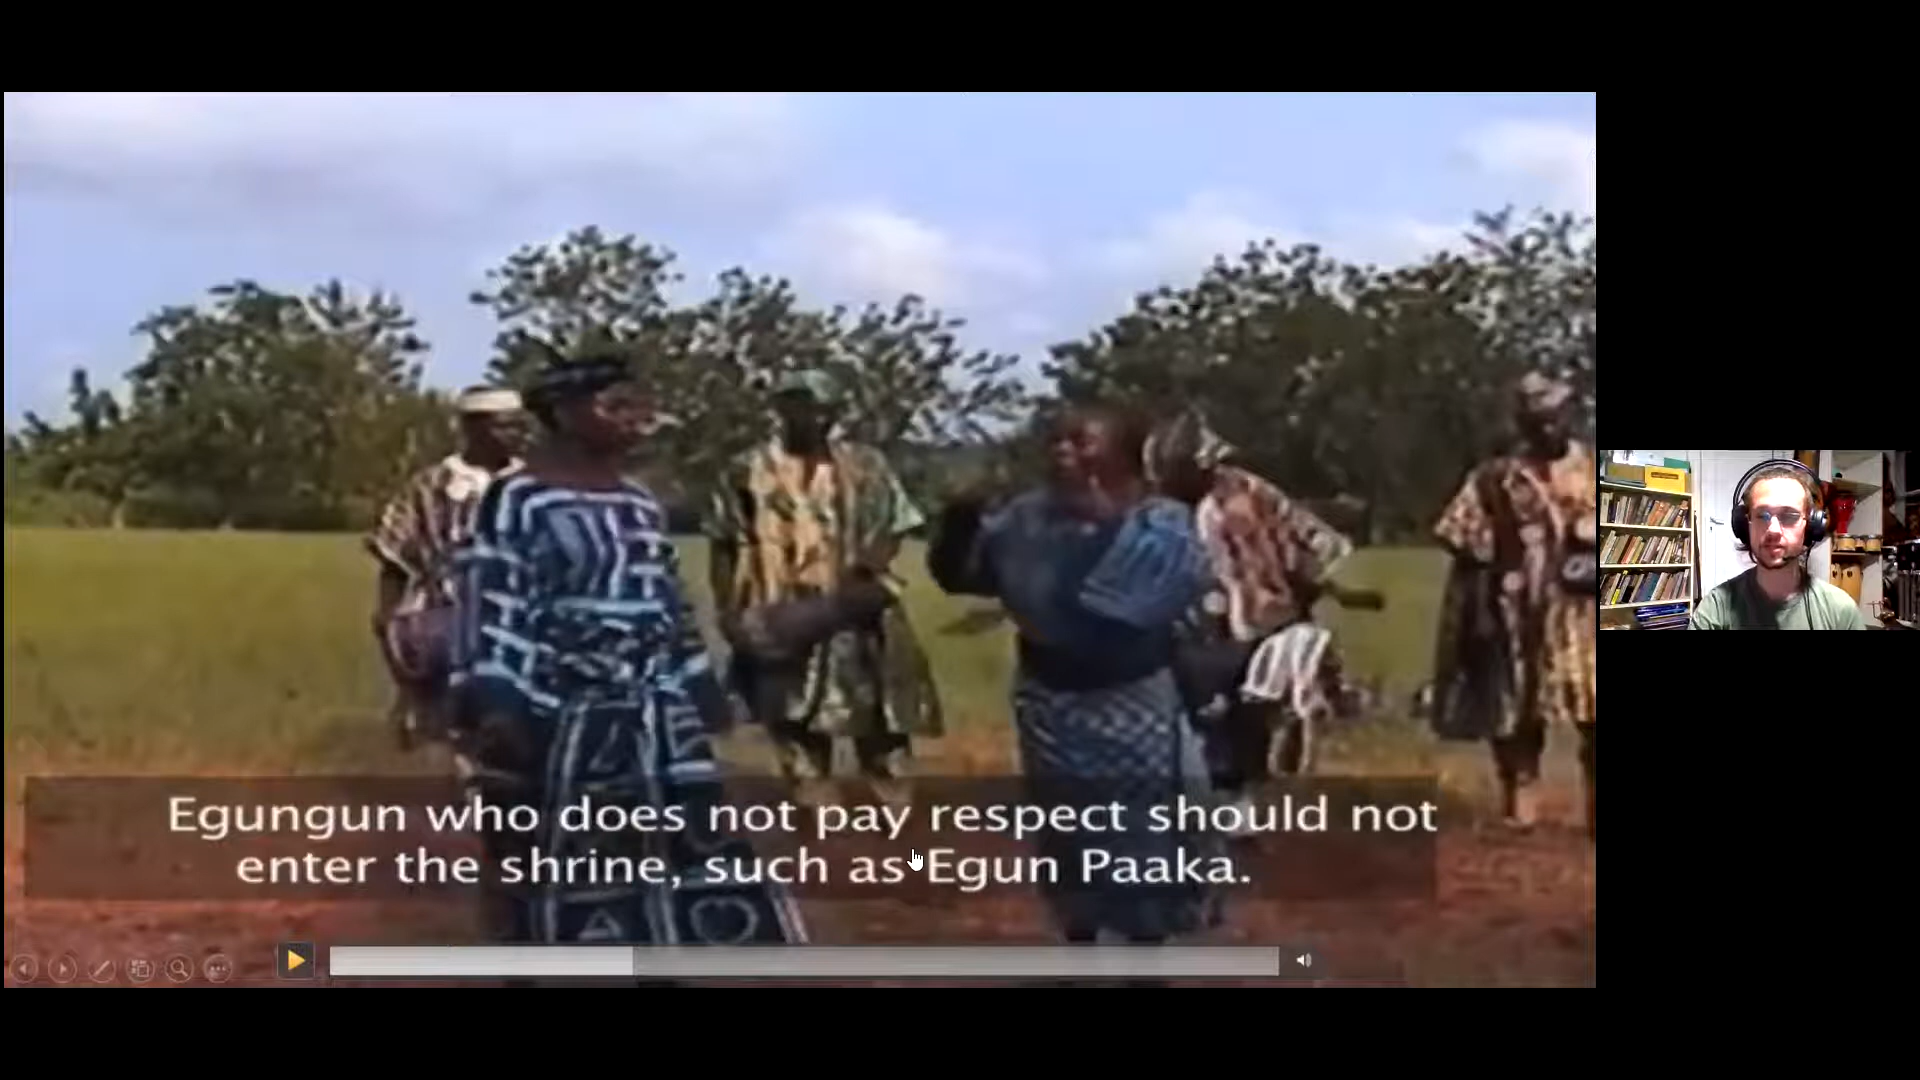 Egungun who does not pay respect should not
enter the shrine, such as Egun Paaka.